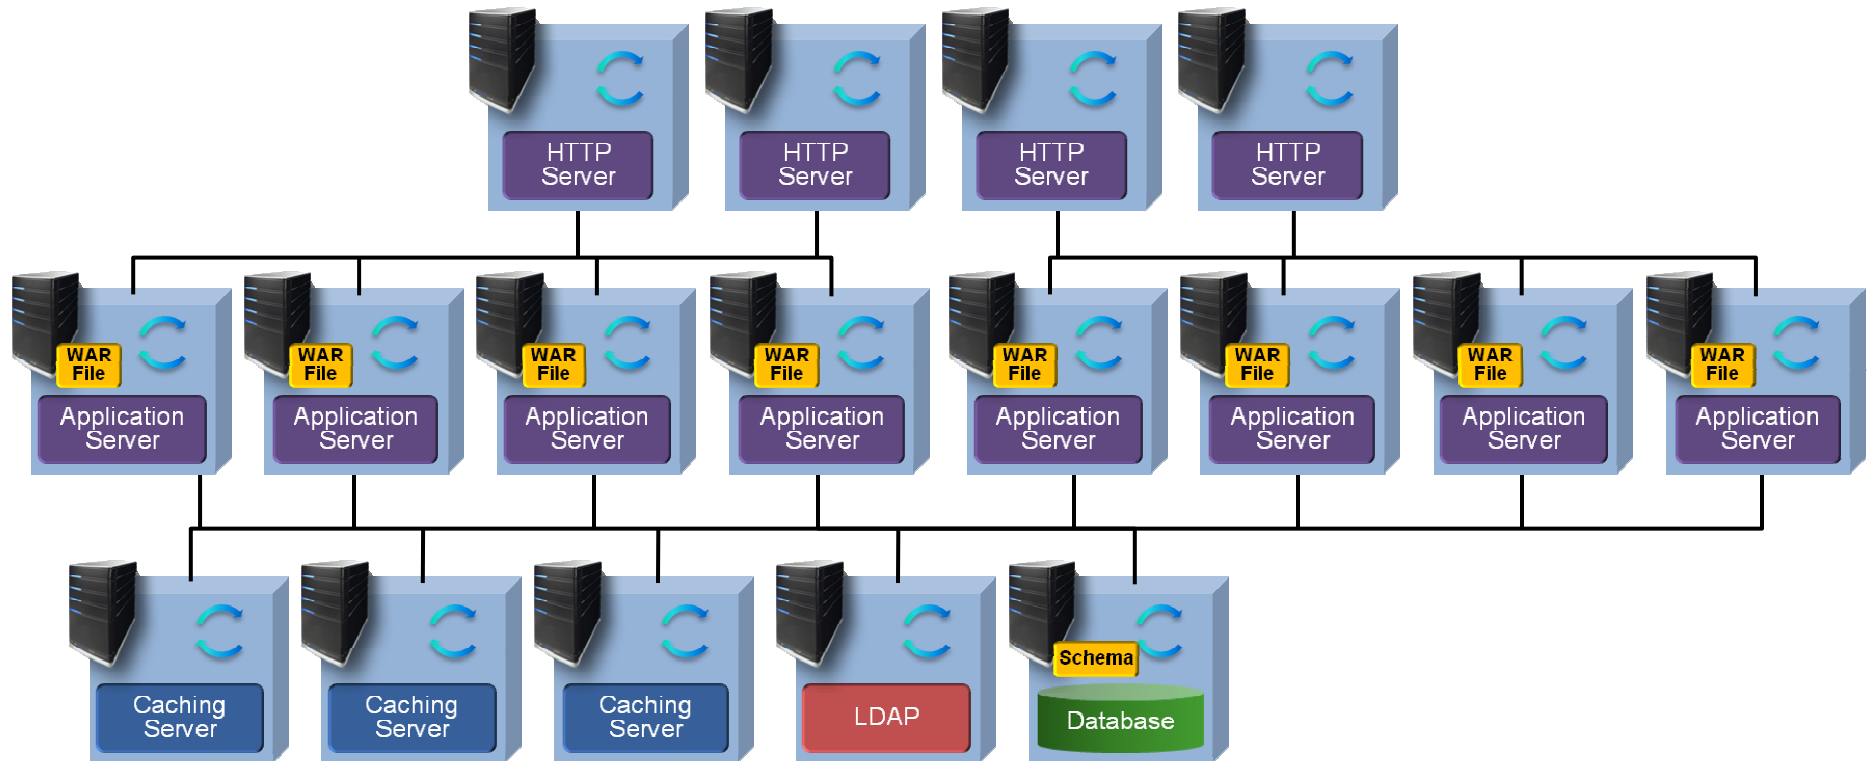 HTTP
Server
HTTP
Server
HTTP
Server
HTTP
Server
WAR
File
Application
Server
WAR
File
Application
Server
WAR
File
Application
Server
WAR
File
Application
Server
WAR
File
Application
Server
WAR
File
Application
Server
WAR
File
Application
Server
WAR
File
Application
Server
Caching
Server
Caching
Server
Caching
Server
LDAP
Schema
Database